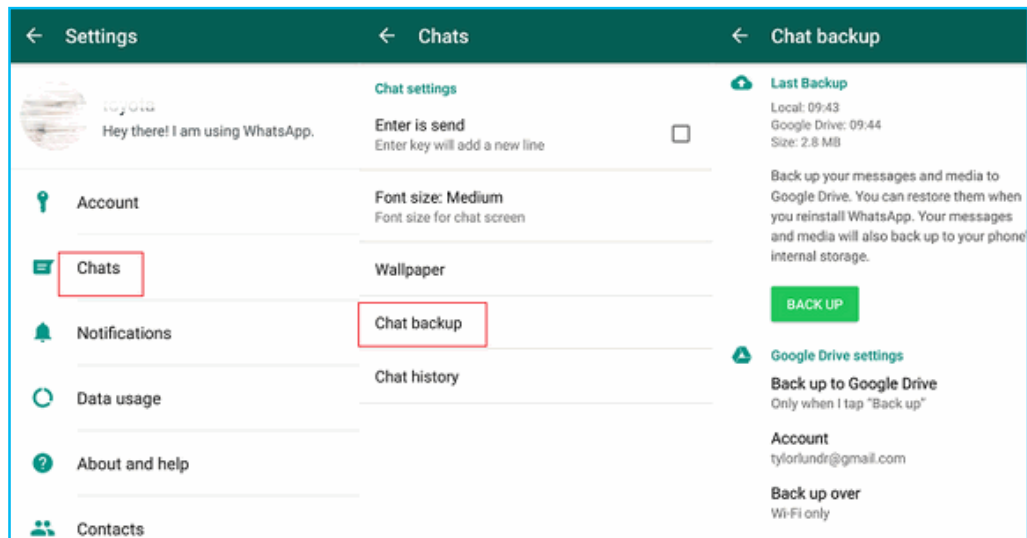 Settings
toyota
Hey there! I am using WhatsApp.
Account
Chats
Notifications
Data usage
About and help
Contacts
Chats
Chat settings
Enter is send
Enter key will add a new line
Font size: Medium
Font size for chat screen
Wallpaper
Chat backup
Chat history
Chat backup
Last Backup
Local: 09:43
Google Drive: 09:44
Size: 2.8 MB
Back up your messages and media to
Google Drive. You can restore them when
you reinstall WhatsApp. Your messages
and media will also back up to your phone'
internal storage.
BACK UP
Google Drive settings
Back up to Google Drive
Only when I tap "Back up"
Account
tylorlundr@gmail.com
Back up over
Wi-Fi only